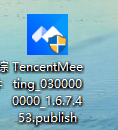 TencentMee
ting_030000
0000_1.6.7.4
53.publish